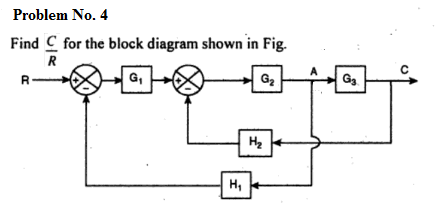 Problem No. 4
Find C/R for the block diagram shown in Fig.
R + − G₁ + − G₂ A G₃ C
H₂
H₁